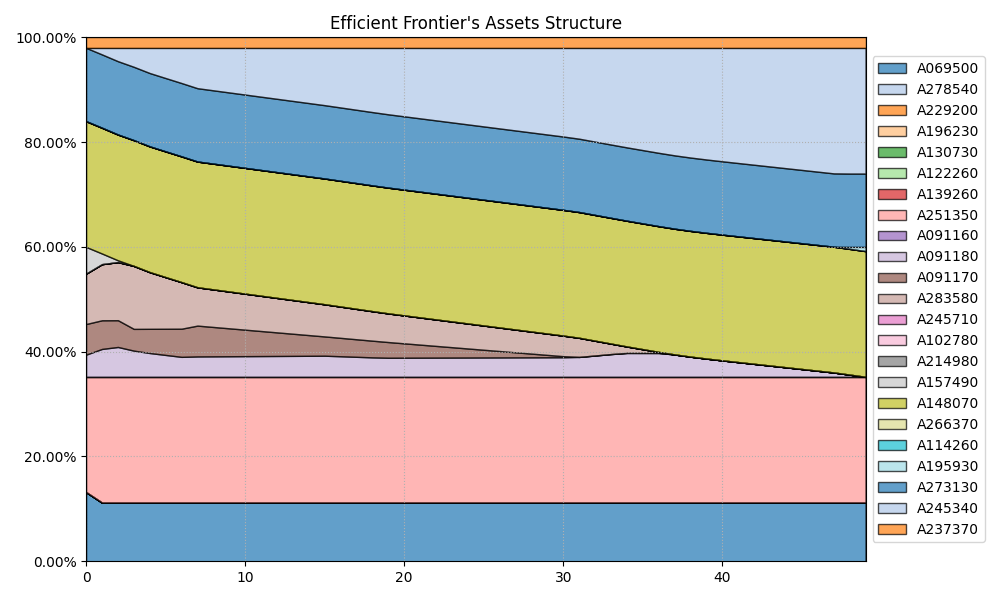 Efficient Frontier's Assets Structure
100.00%
80.00%
60.00%
40.00%
20.00%
0.00%
0
10
20
30
40
A069500
A278540
A229200
A196230
A130730
A122260
A139260
A251350
A091160
A091180
A091170
A283580
A245710
A102780
A214980
A157490
A148070
A266370
A114260
A195930
A273130
A245340
A237370